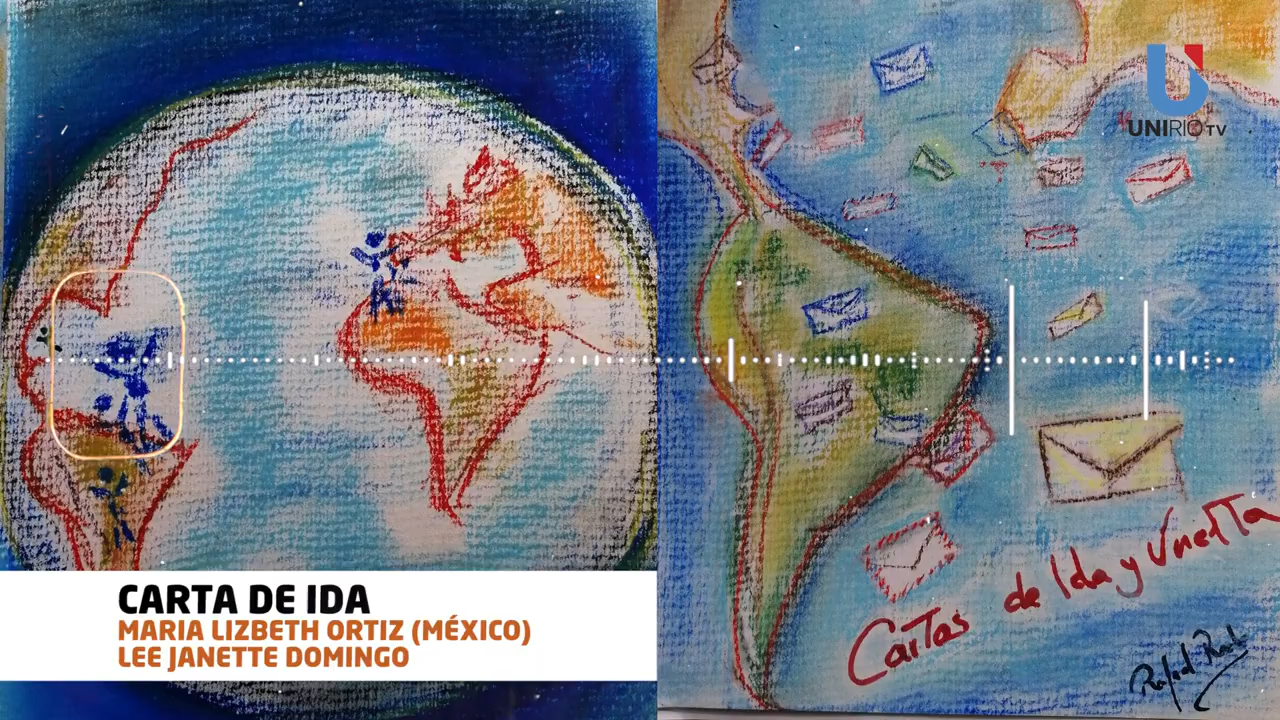 UNIRIO TV
CARTA DE IDA
MARIA LIZBETH ORTIZ (MÉXICO)
LEE JANETTE DOMINGO
Cartas de Ida y Vuelta